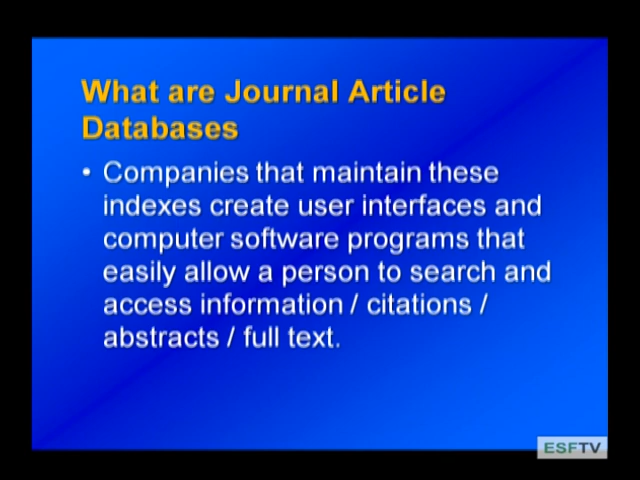 What are Journal Article
Databases
• Companies that maintain these
indexes create user interfaces and
computer software programs that
easily allow a person to search and
access information / citations /
abstracts / full text.
ESFTV